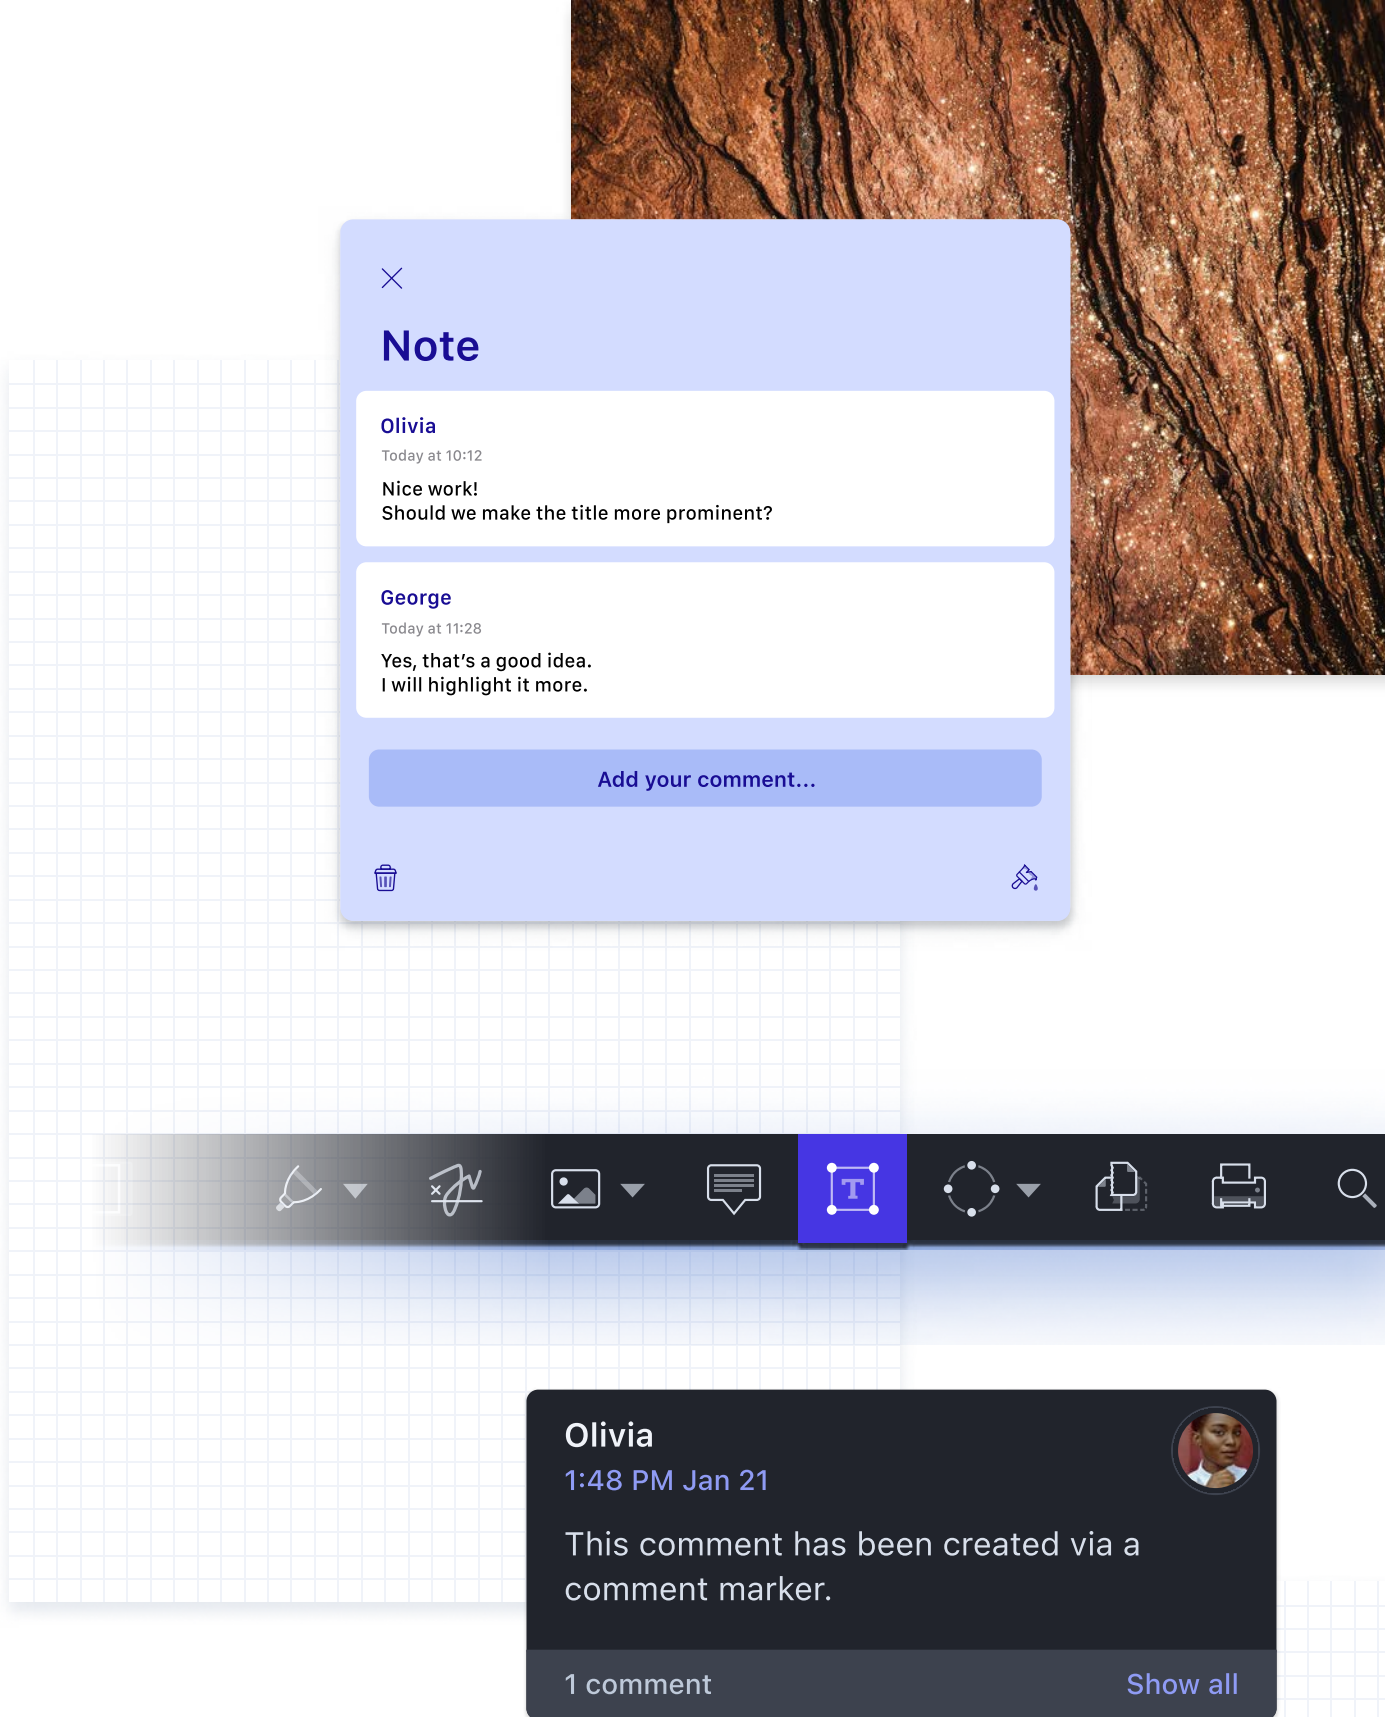 Note
Olivia
Today at 10:12
Nice work!
Should we make the title more prominent?
George
Today at 11:28
Yes, that’s a good idea.
I will highlight it more.
Add your comment...
T
Olivia
1:48 PM Jan 21
This comment has been created via a
comment marker.
1 comment
Show all